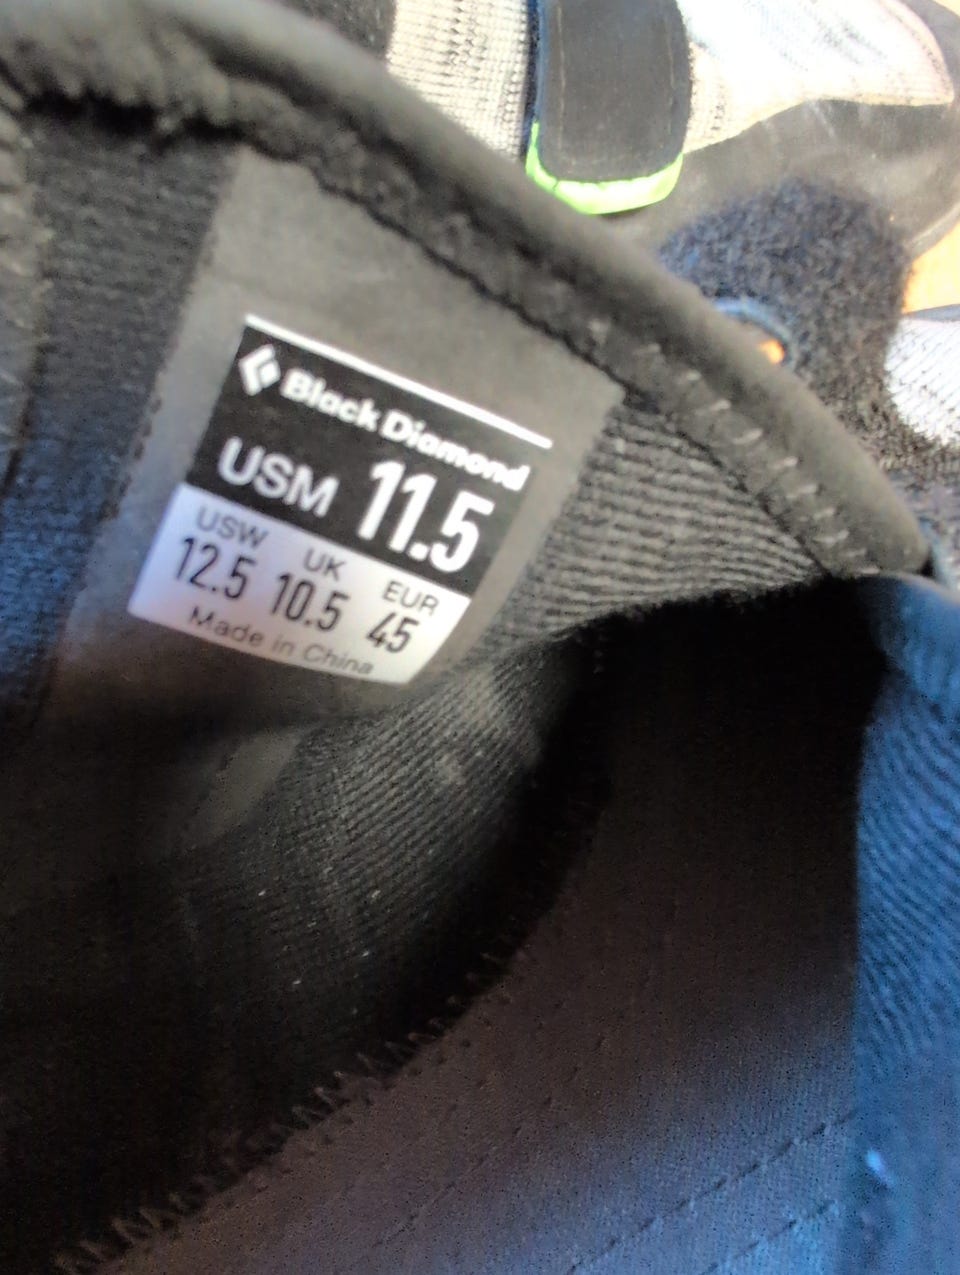 Black Diamond
USM 11.5
USW UK EUR
12.5 10.5 45
Made in China